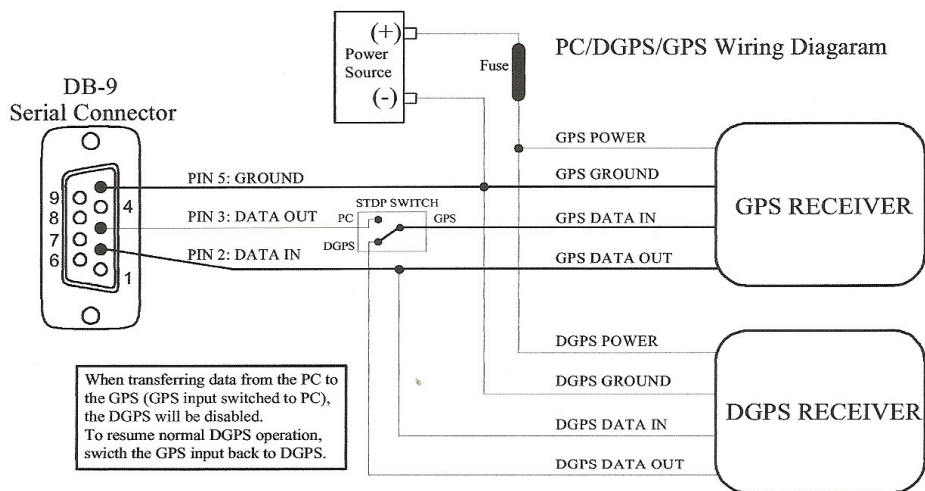 PC/DGPS/GPS Wiring Diagaram
(+)
Power
Source
(-)
Fuse
DB-9
Serial Connector
9
8
7
6
4
1
PIN 5: GROUND
PIN 3: DATA OUT
PIN 2: DATA IN
STDP SWITCH
PC
GPS
DGPS
GPS POWER
GPS GROUND
GPS DATA IN
GPS DATA OUT
GPS RECEIVER
DGPS POWER
DGPS GROUND
DGPS DATA IN
DGPS DATA OUT
DGPS RECEIVER
When transferring data from the PC to
the GPS (GPS input switched to PC),
the DGPS will be disabled.
To resume normal DGPS operation,
swicth the GPS input back to DGPS.